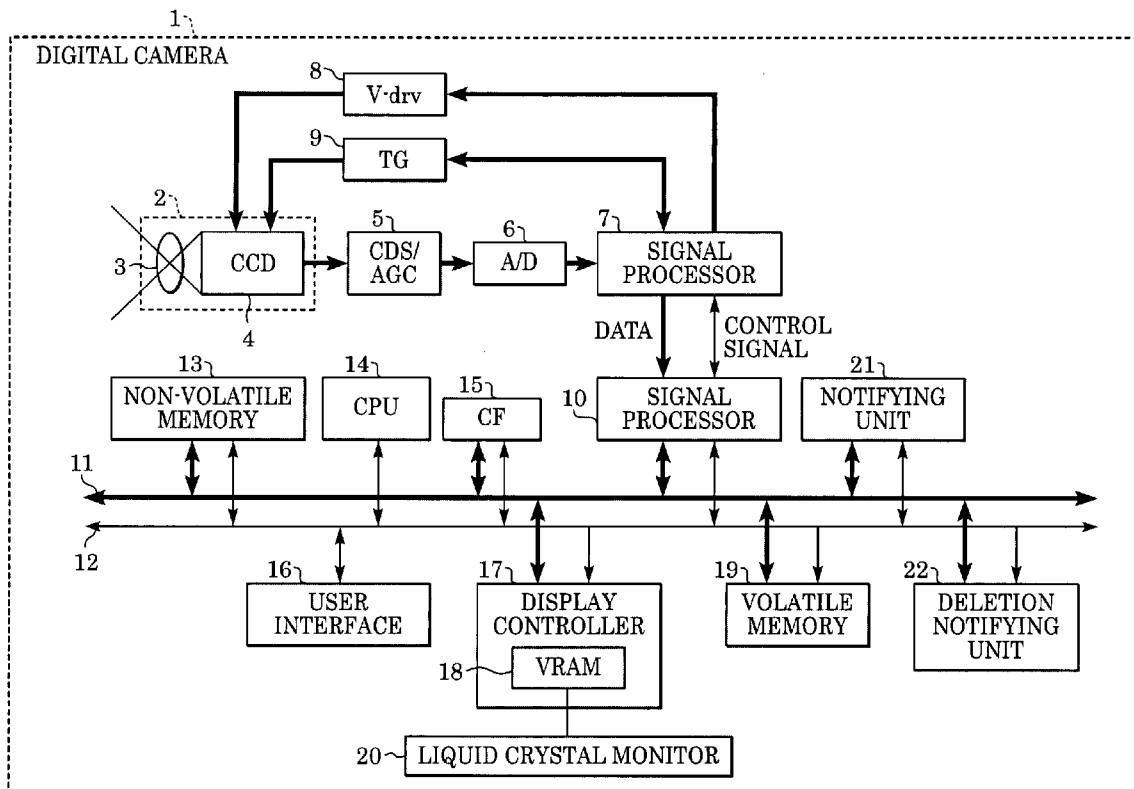 1
DIGITAL CAMERA
8
V-drv
9
TG
2
3
CCD
4
5
CDS/
AGC
6
A/D
7
SIGNAL
PROCESSOR
DATA
CONTROL
SIGNAL
13
NON-VOLATILE
MEMORY
14
CPU
15
CF
10
SIGNAL
PROCESSOR
21
NOTIFYING
UNIT
11
12
16
USER
INTERFACE
17
DISPLAY
CONTROLLER
18
VRAM
19
VOLATILE
MEMORY
22
DELETION
NOTIFYING
UNIT
20
LIQUID CRYSTAL MONITOR